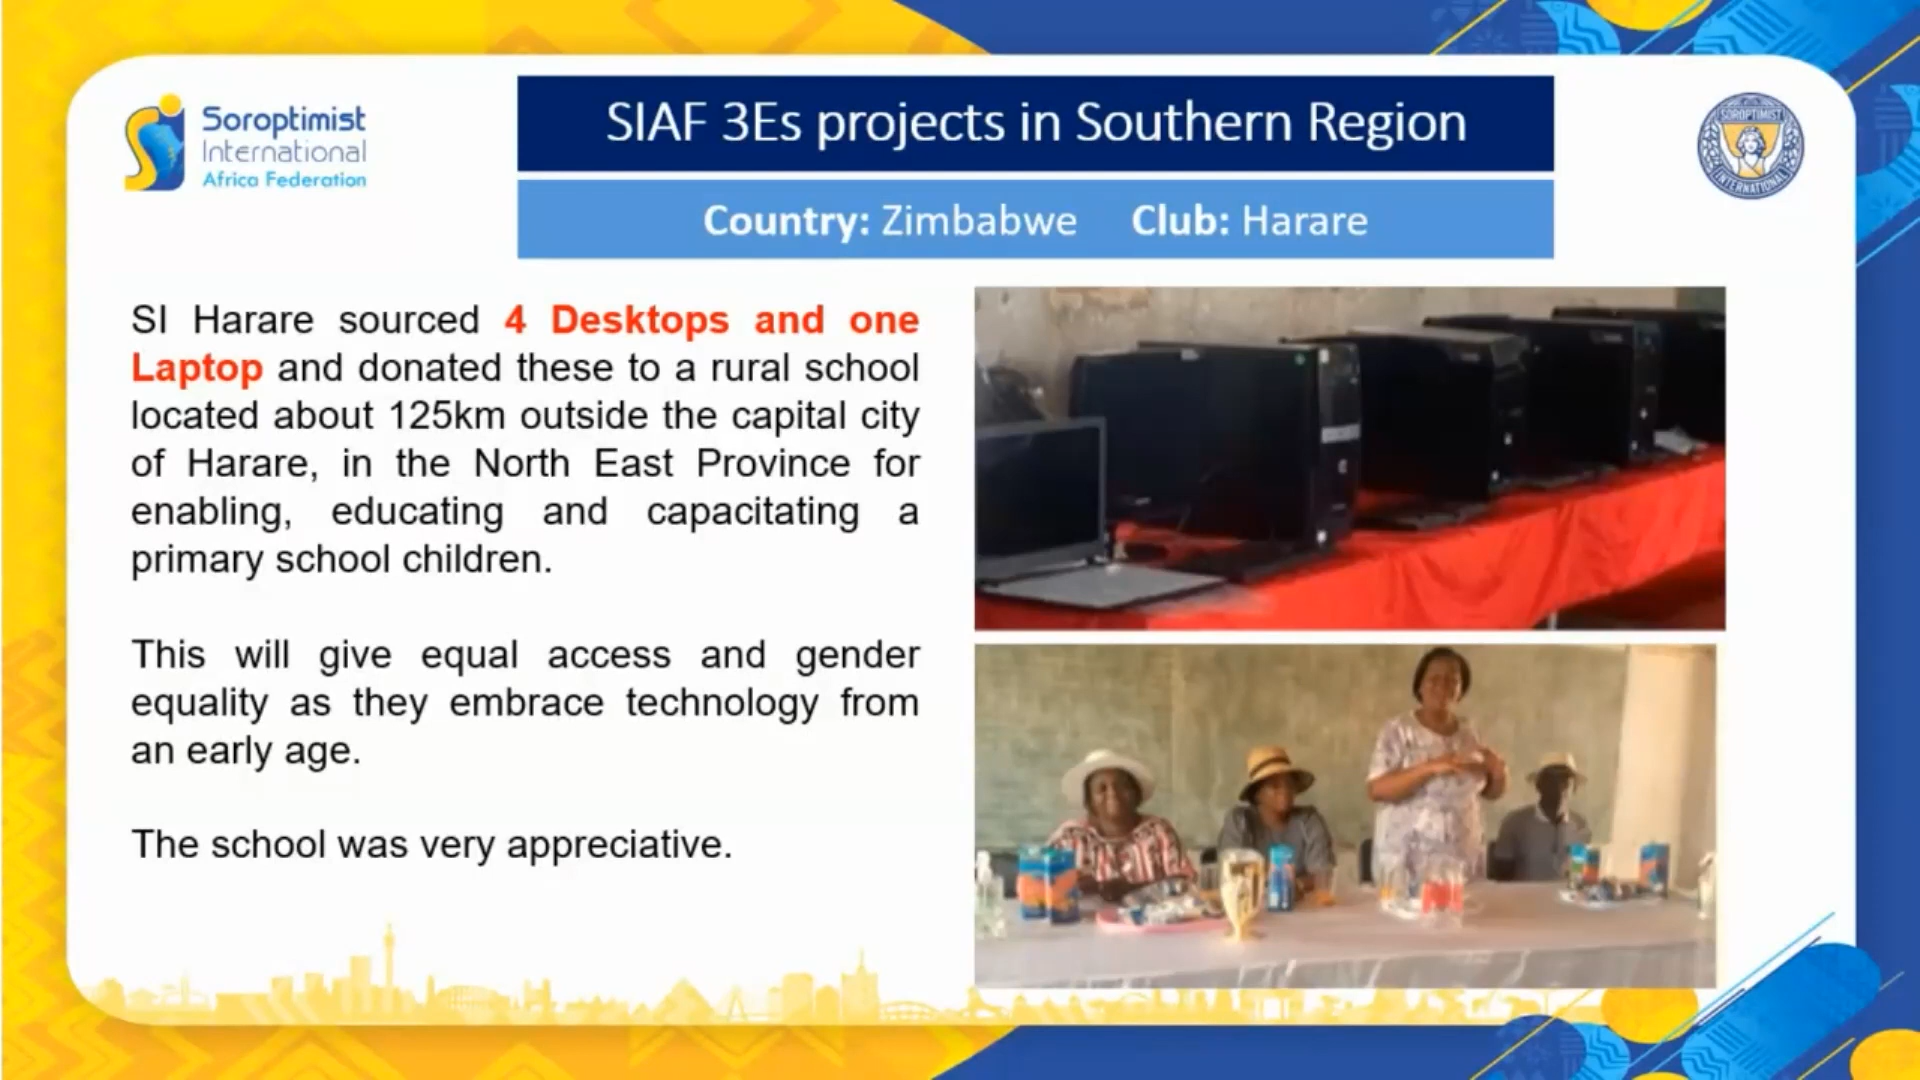 Soroptimist
International
Africa Federation
SIAF 3Es projects in Southern Region
Country: Zimbabwe Club: Harare
SOROPTIMIST
INTERNATIONAL
SI Harare sourced 4 Desktops and one
Laptop and donated these to a rural school
located about 125km outside the capital city
of Harare, in the North East Province for
enabling, educating and capacitating a
primary school children.
This will give equal access and gender
equality as they embrace technology from
an early age.
The school was very appreciative.